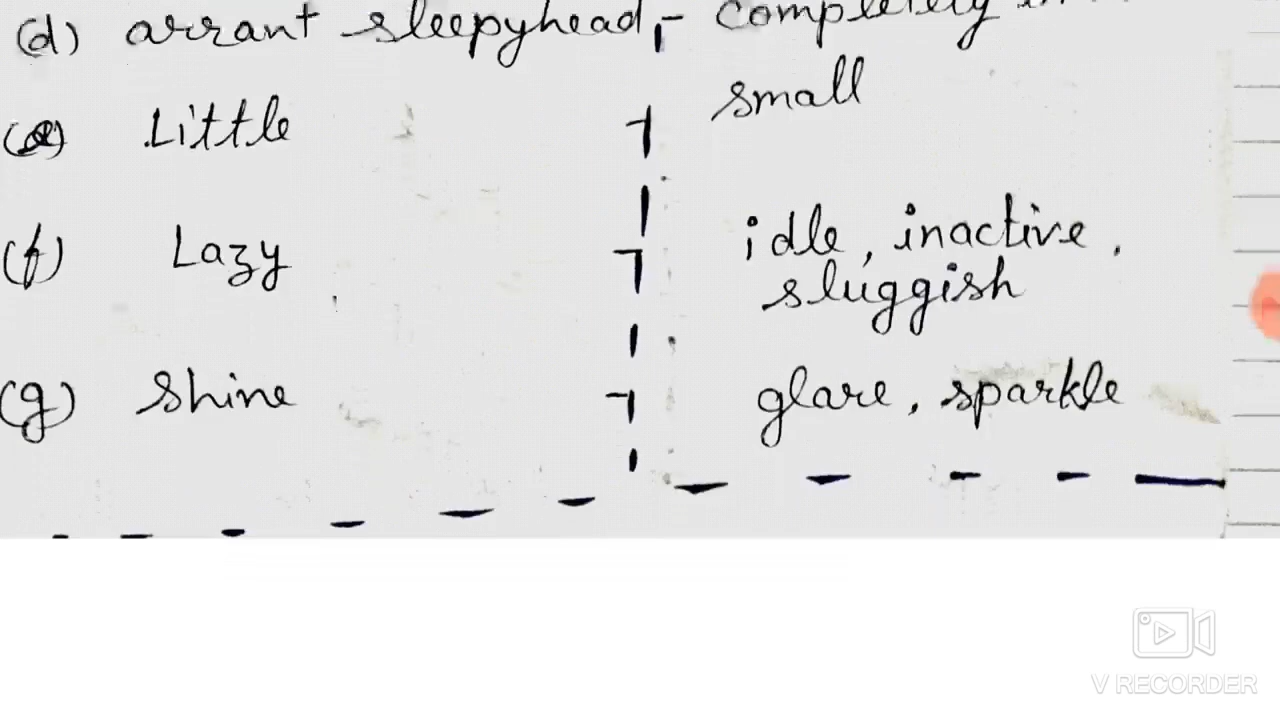 (d) arrant sleepyhead, - completely
(e) Little - small
(f) Lazy - idle, inactive,
sluggish
(g) Shine - glare, sparkle
V RECORDER